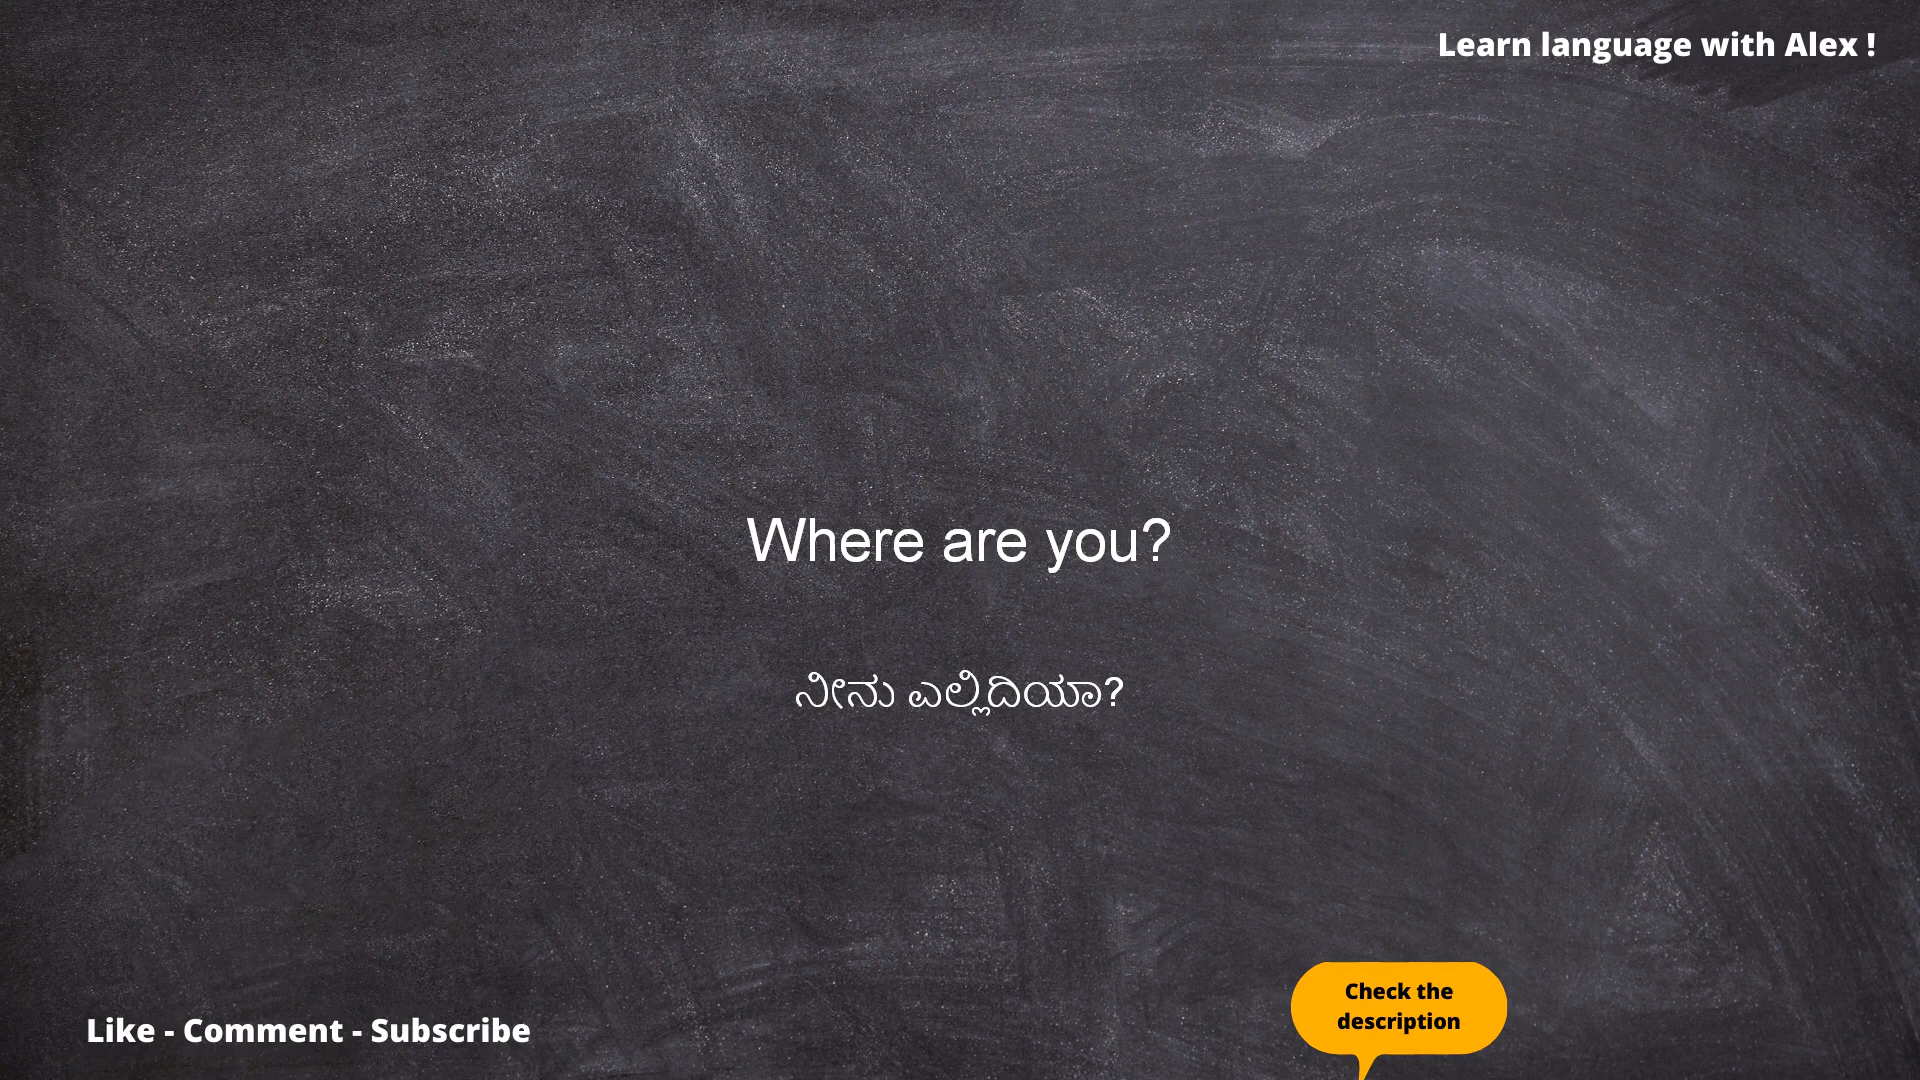 Learn language with Alex !
Where are you?
ನೀನು ಎಲ್ಲಿದಿಯಾ?
Check the
description
Like - Comment - Subscribe